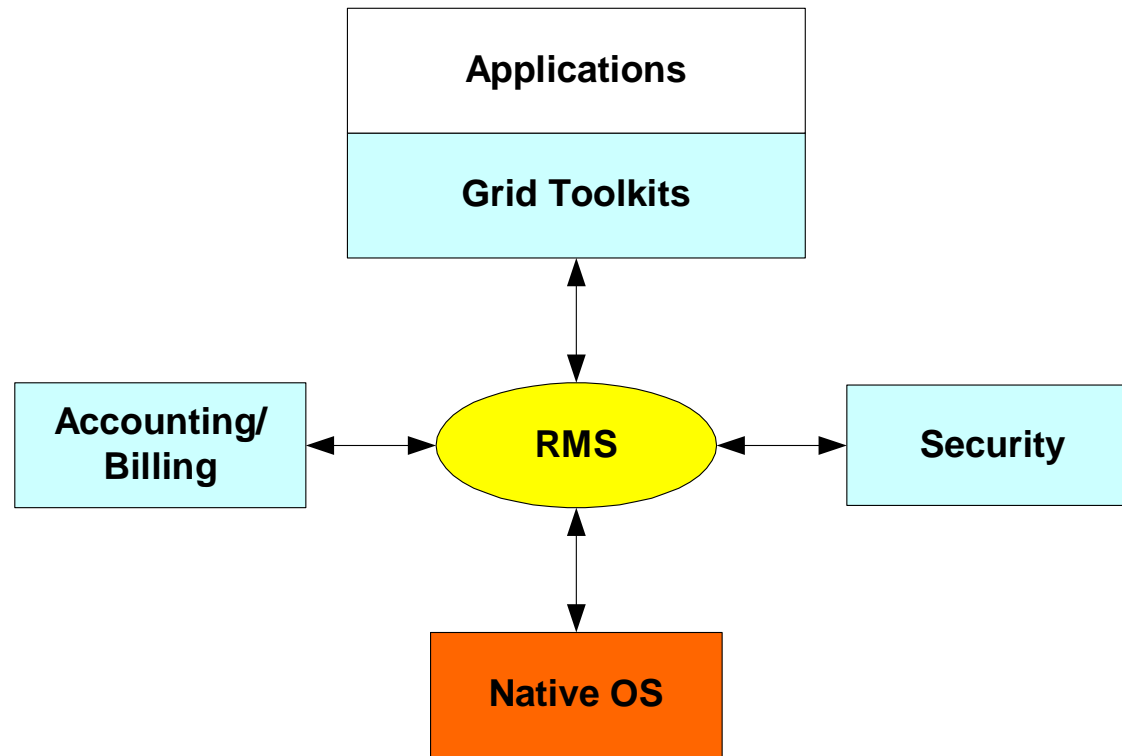 Applications
Grid Toolkits
Accounting/
Billing
RMS
Security
Native OS